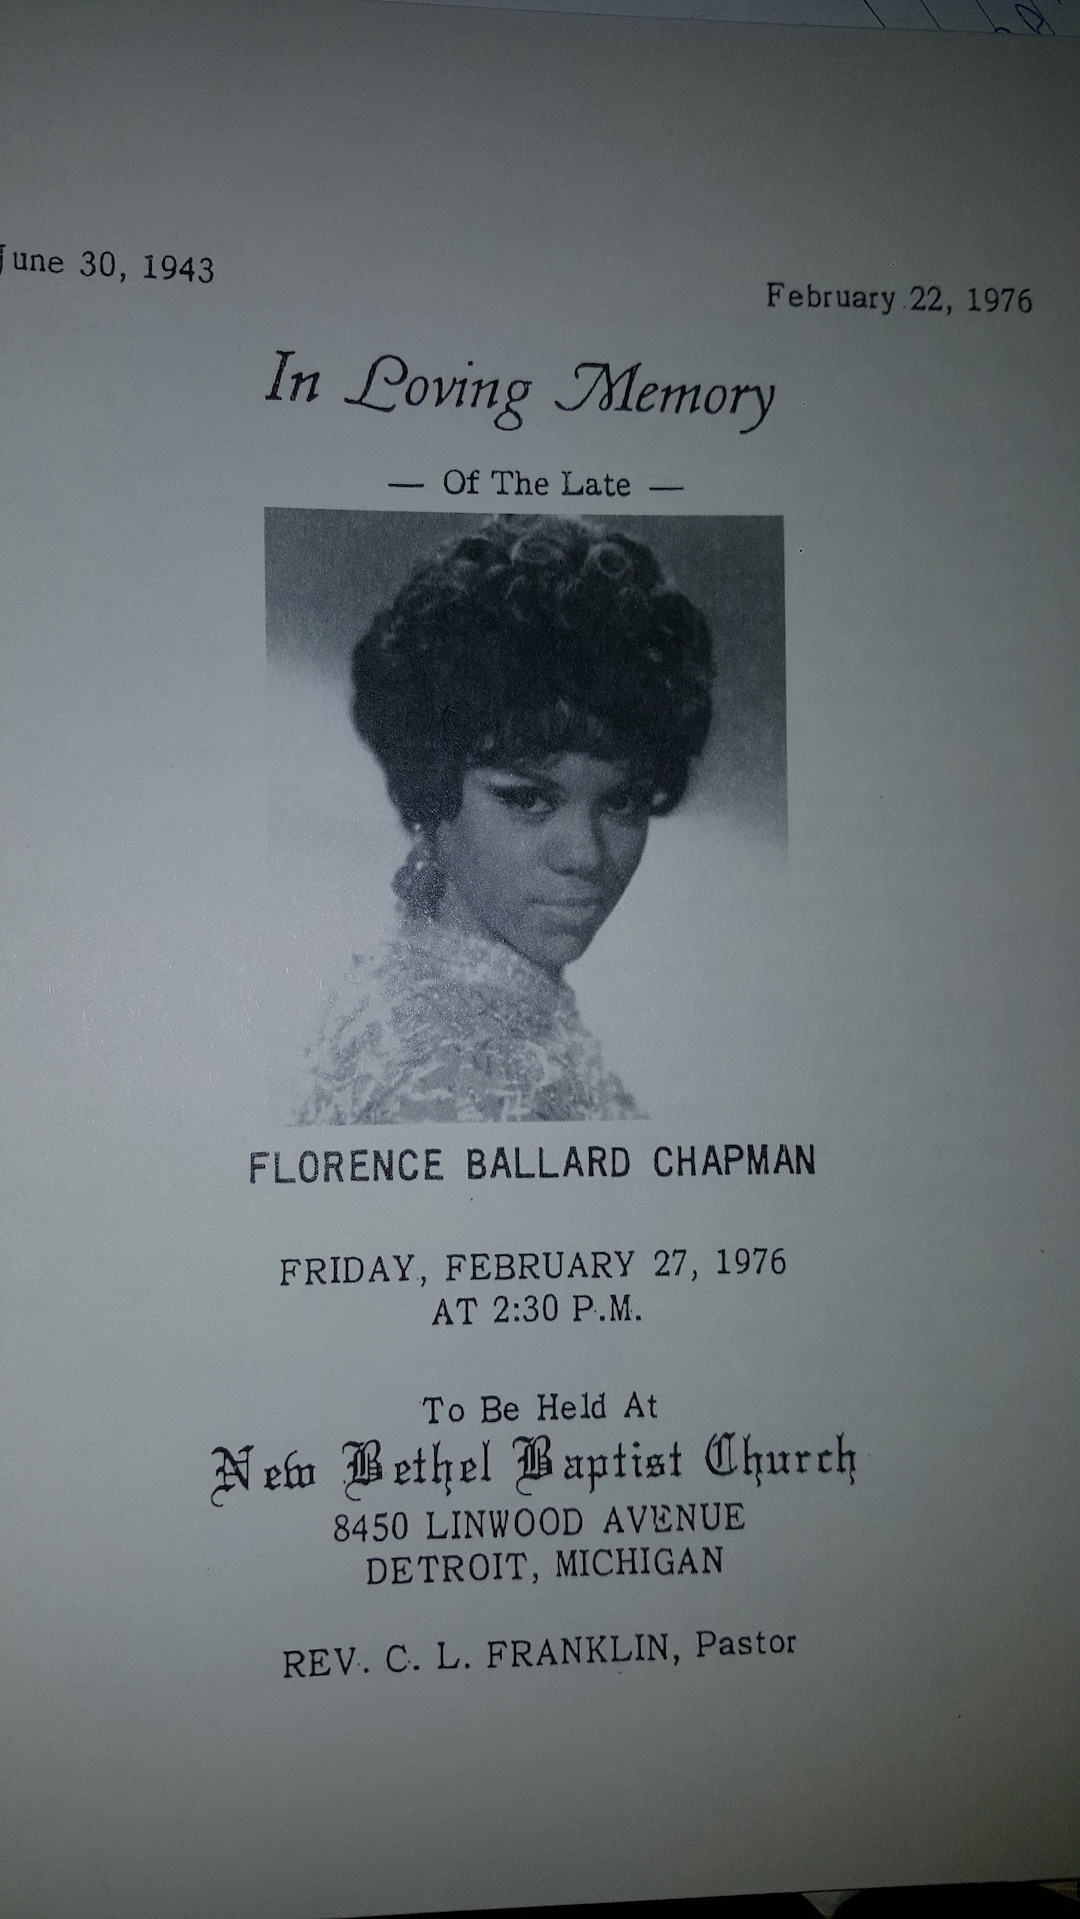 June 30, 1943
February 22, 1976
In Loving Memory
— Of The Late —
FLORENCE BALLARD CHAPMAN
FRIDAY, FEBRUARY 27, 1976
AT 2:30 P.M.
To Be Held At
New Bethel Baptist Church
8450 LINWOOD AVENUE
DETROIT, MICHIGAN
REV. C. L. FRANKLIN, Pastor